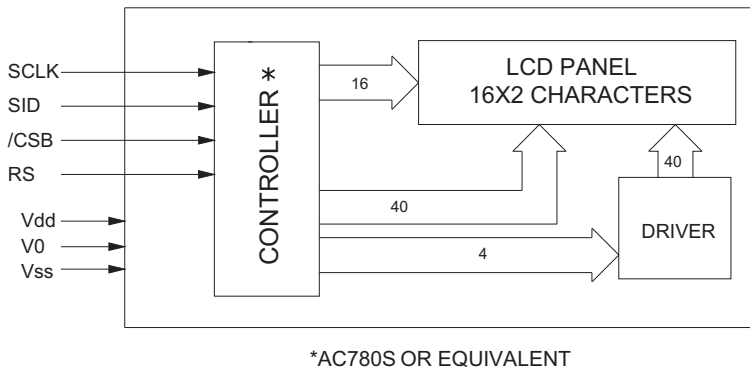 SCLK
SID
/CSB
RS
Vdd
V0
Vss
CONTROLLER *
16
40
4
LCD PANEL
16X2 CHARACTERS
40
DRIVER
*AC780S OR EQUIVALENT